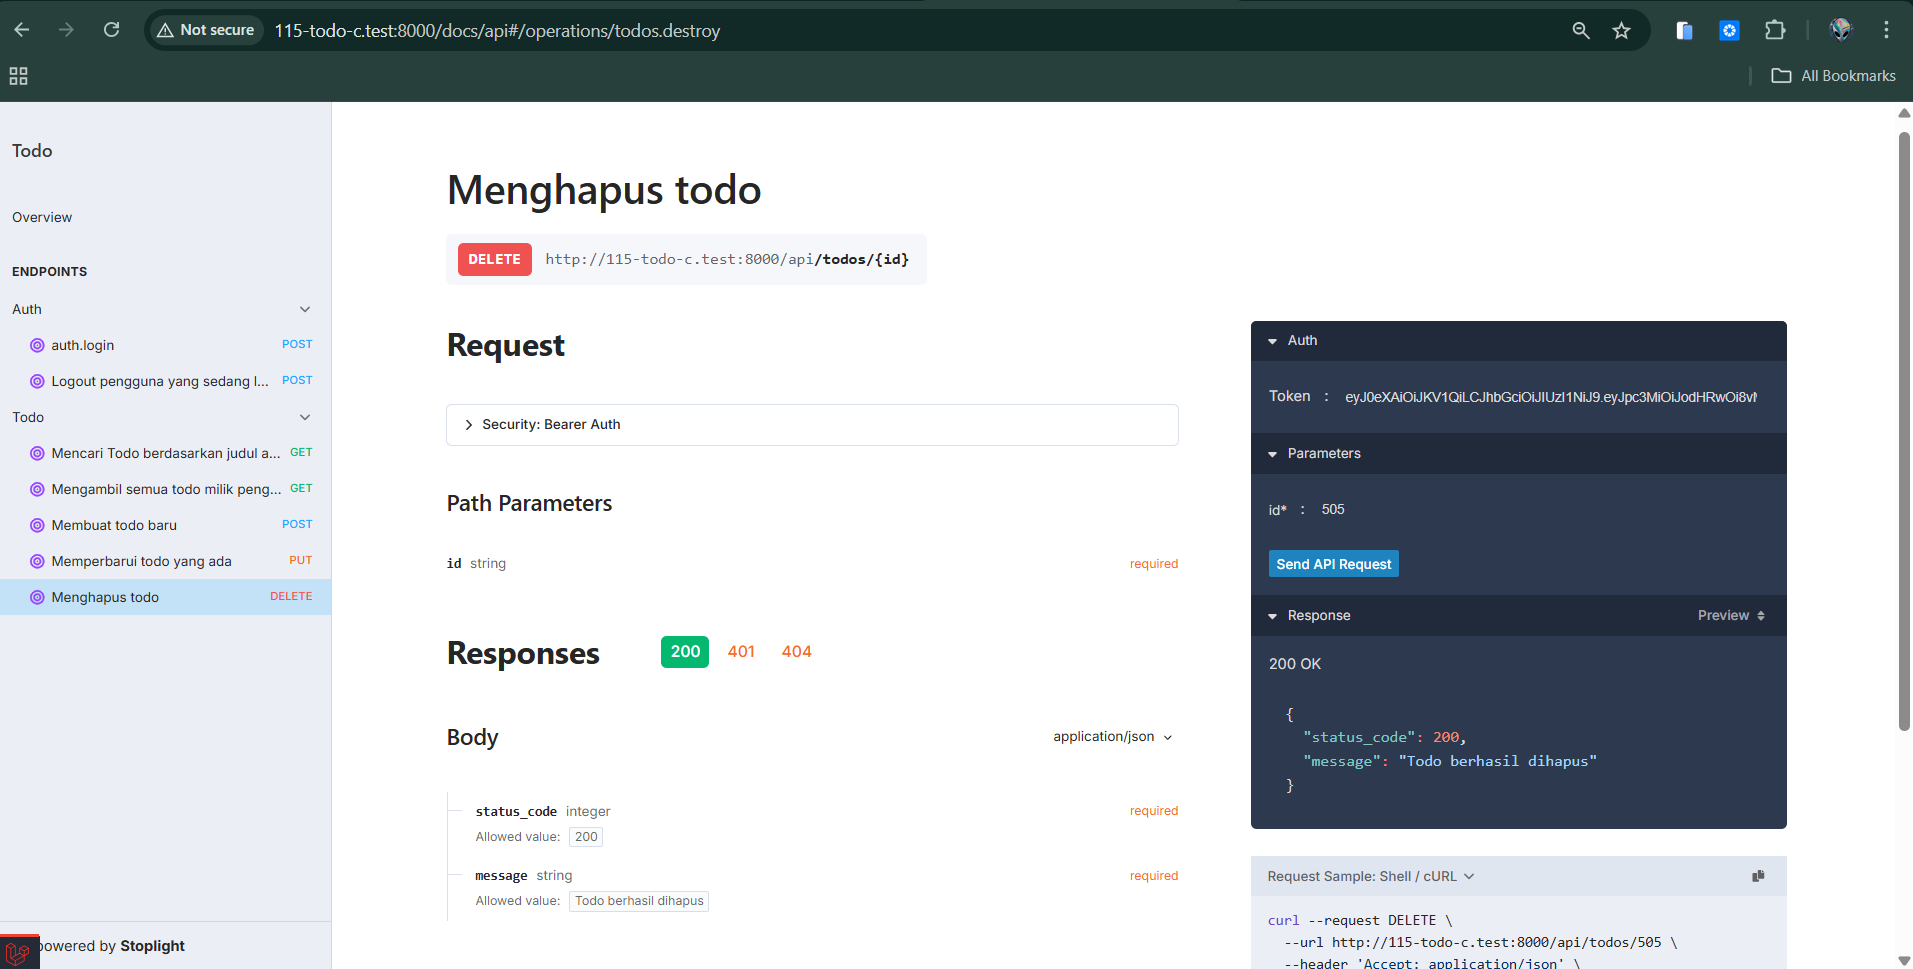 Not secure
115-todo-c.test:8000/docs/api#/operations/todos.destroy
All Bookmarks
Todo
Overview
ENDPOINTS
Auth
auth.login POST
Logout pengguna yang sedang l... POST
Todo
Mencari Todo berdasarkan judul a... GET
Mengambil semua todo milik peng... GET
Membuat todo baru POST
Memperbarui todo yang ada PUT
Menghapus todo DELETE
powered by Stoplight
Menghapus todo
DELETE http://115-todo-c.test:8000/api/todos/{id}
Request
Security: Bearer Auth
Path Parameters
id string required
Responses 200 401 404
Body application/json
status_code integer required
Allowed value: 200
message string required
Allowed value: Todo berhasil dihapus
Auth
Token : eyJ0eXAiOiJKV1QiLCJhbGciOiJIUzI1NiJ9.eyJpc3MiOiJodHRwOi8v
Parameters
id* : 505
Send API Request
Response Preview
200 OK
{
"status_code": 200,
"message": "Todo berhasil dihapus"
}
Request Sample: Shell / cURL
curl --request DELETE \
--url http://115-todo-c.test:8000/api/todos/505 \
--header 'Accept: application/json' \